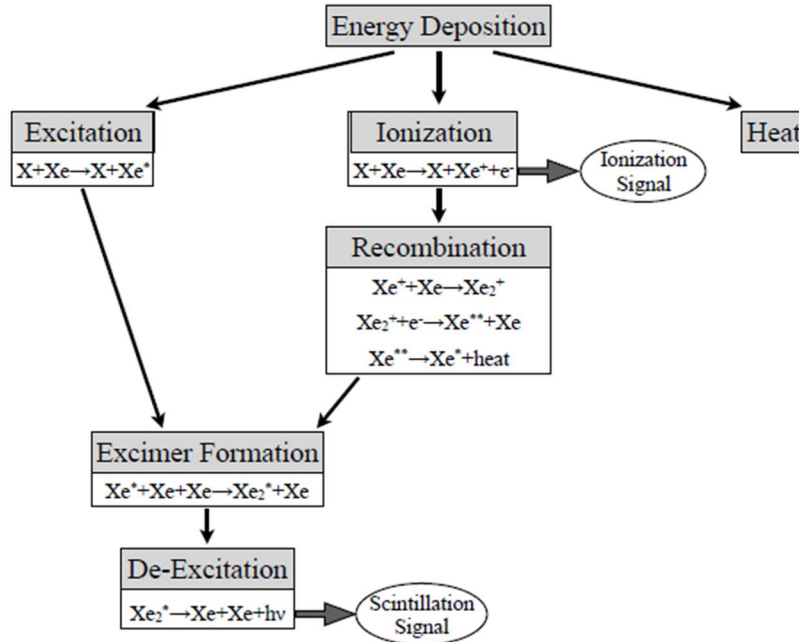 Energy Deposition
Excitation
X+Xe→X+Xe*
Ionization
X+Xe→X+Xe⁺+e⁻
Ionization
Signal
Heat
Recombination
Xe⁺+Xe→Xe₂⁺
Xe₂⁺+e⁻→Xe**+Xe
Xe**→Xe*+heat
Excimer Formation
Xe*+Xe+Xe→Xe₂*+Xe
De-Excitation
Xe₂*→Xe+Xe+hν
Scintillation
Signal